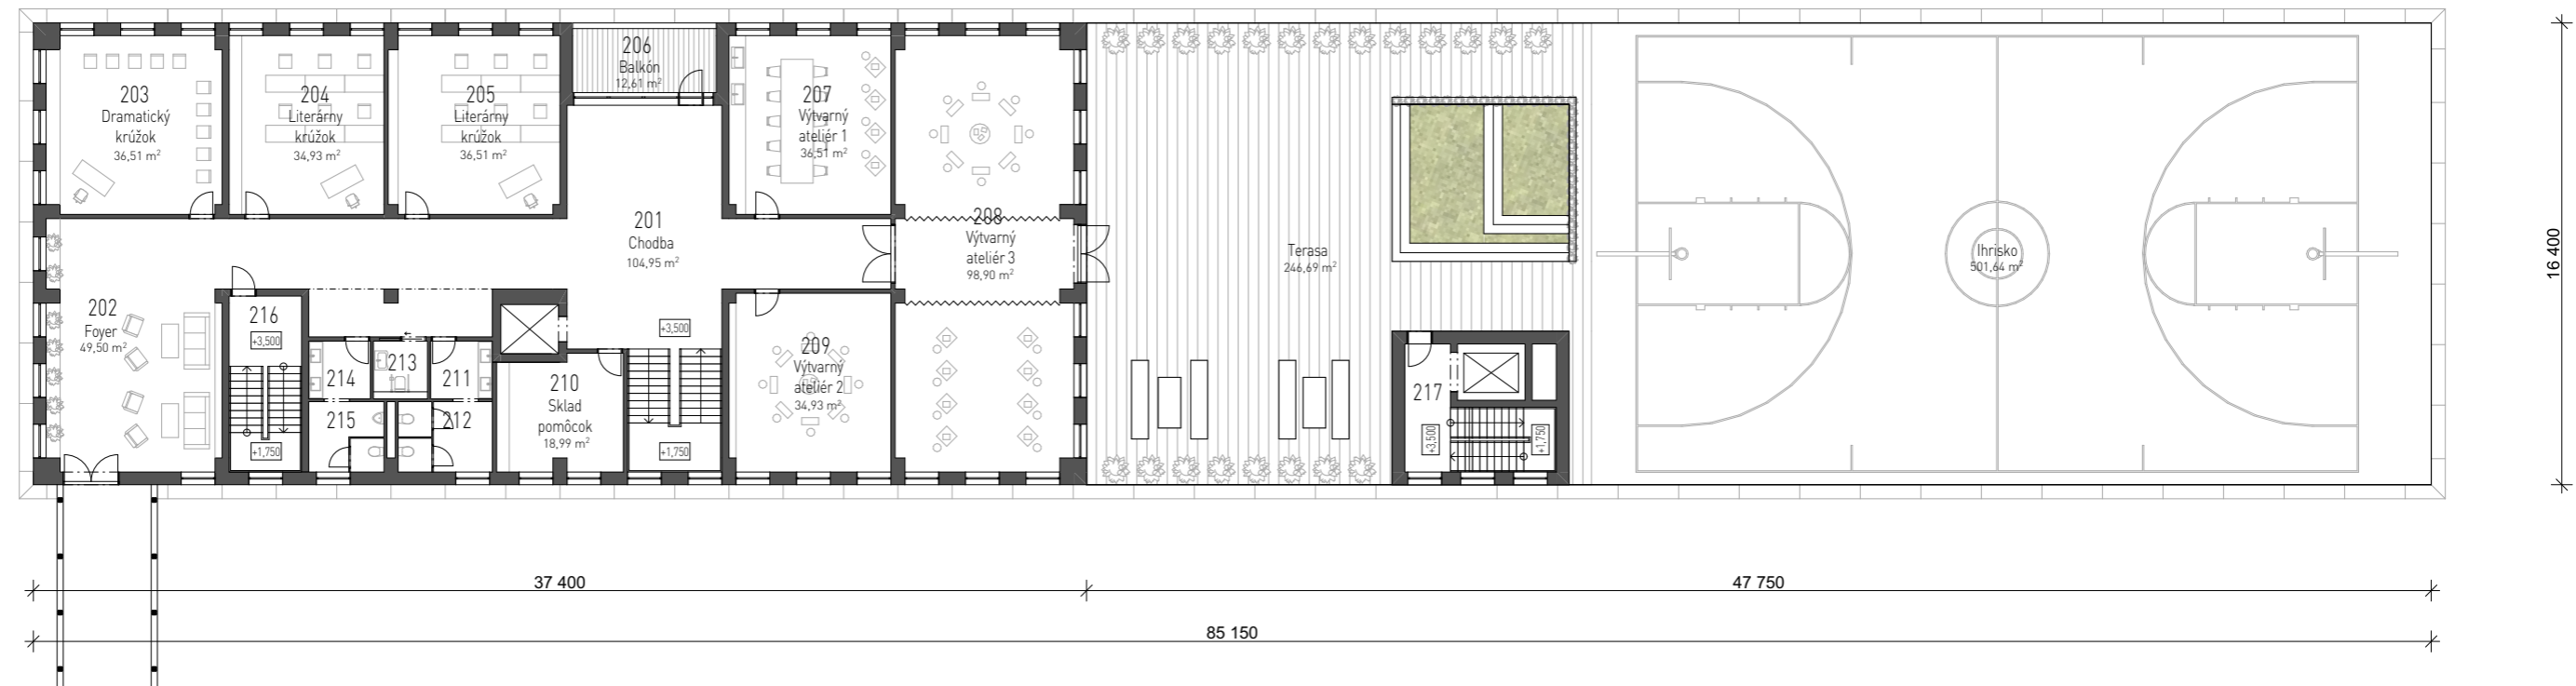 203
Dramatický
krúžok
36,51 m²
204
Literárny
krúžok
34,93 m²
205
Literárny
krúžok
36,51 m²
206
Balkón
12,61 m²
207
Výtvarný
ateliér 1
36,51 m²
201
Chodba
104,95 m²
208
Výtvarný
ateliér 3
98,90 m²
Terasa
246,69 m²
Ihrisko
501,64 m²
16 400
202
Foyer
49,50 m²
216
+3,500
+1,750
214
213
211
215
212
210
Sklad
pomôcok
18,99 m²
+3,500
+1,750
209
Výtvarný
ateliér 2
34,93 m²
217
+3,500
+1,750
37 400
47 750
85 150